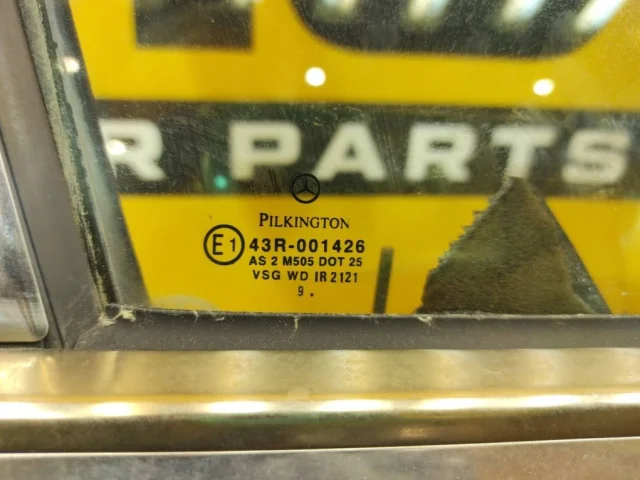 R PARTS
PILKINGTON
E1 43R-001426
AS 2 M505 DOT 25
VSG WD IR 2121
9 .